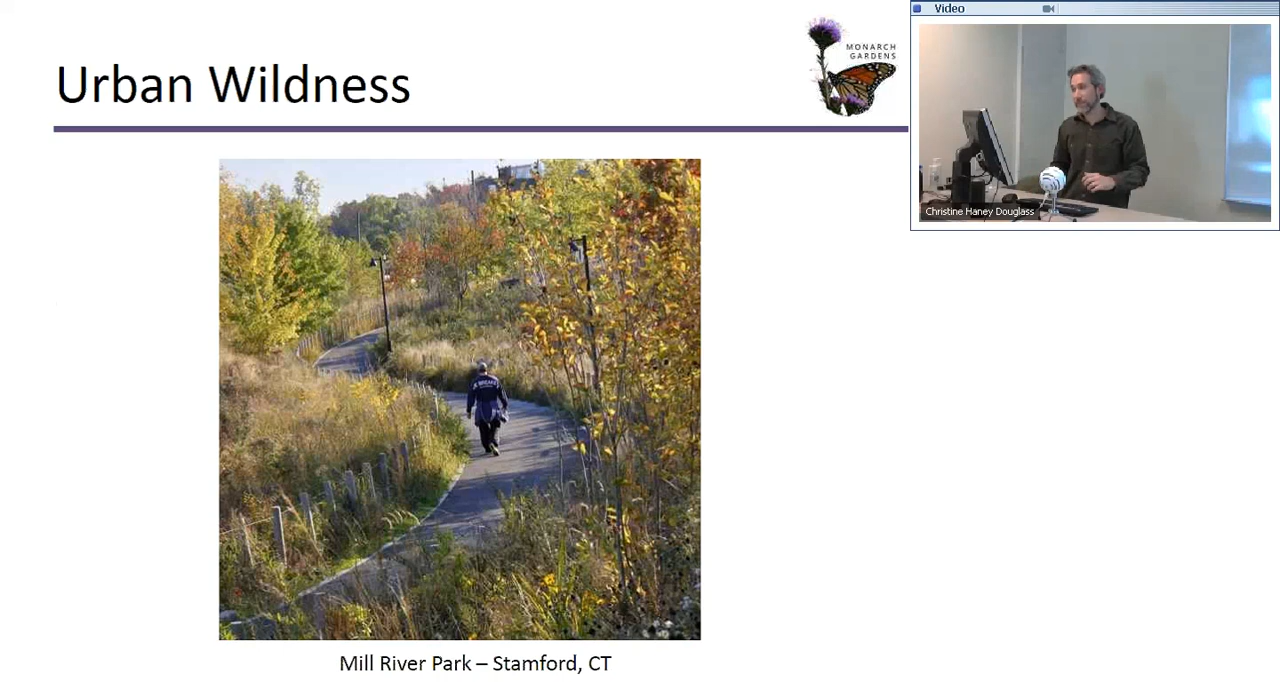 Urban Wildness
MONARCH
GARDENS
Video
Christine Haney Douglass
Mill River Park – Stamford, CT